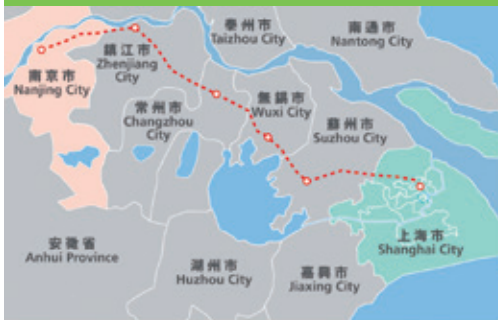 泰州市
Taizhou City
南通市
Nantong City
鎮江市
Zhenjiang
City
南京市
Nanjing City
常州市
Changzhou
City
無錫市
Wuxi City
蘇州市
Suzhou City
安徽省
Anhui Province
湖州市
Huzhou City
嘉興市
Jiaxing City
上海市
Shanghai City